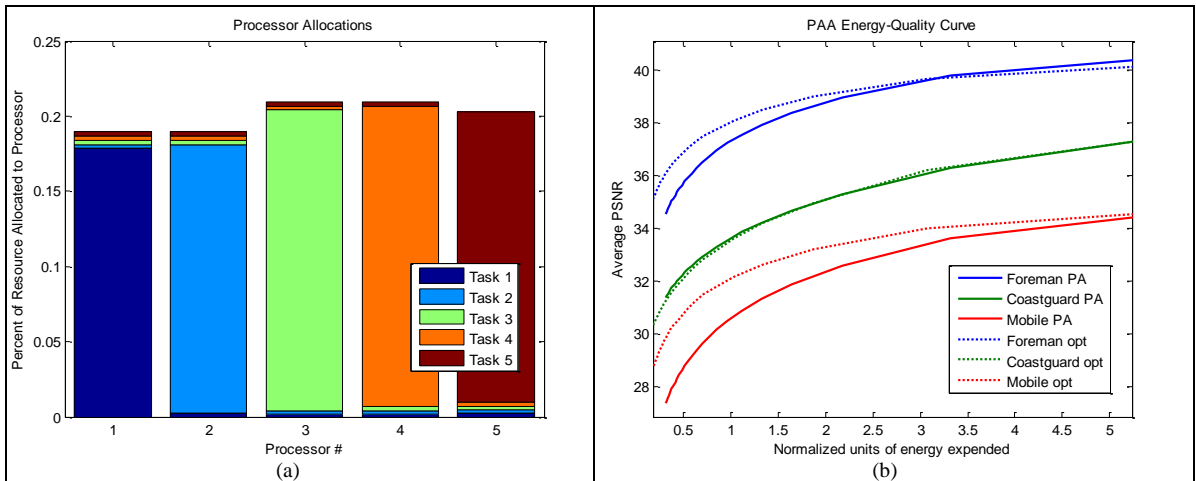 Processor Allocations
0.25
0.2
0.15
0.1
0.05
0
Percent of Resource Allocated to Processor
Task 1
Task 2
Task 3
Task 4
Task 5
1 2 3 4 5
Processor #
(a)
PAA Energy-Quality Curve
40
38
36
34
32
30
28
Average PSNR
Foreman PA
Coastguard PA
Mobile PA
Foreman opt
Coastguard opt
Mobile opt
0.5 1 1.5 2 2.5 3 3.5 4 4.5 5
Normalized units of energy expended
(b)